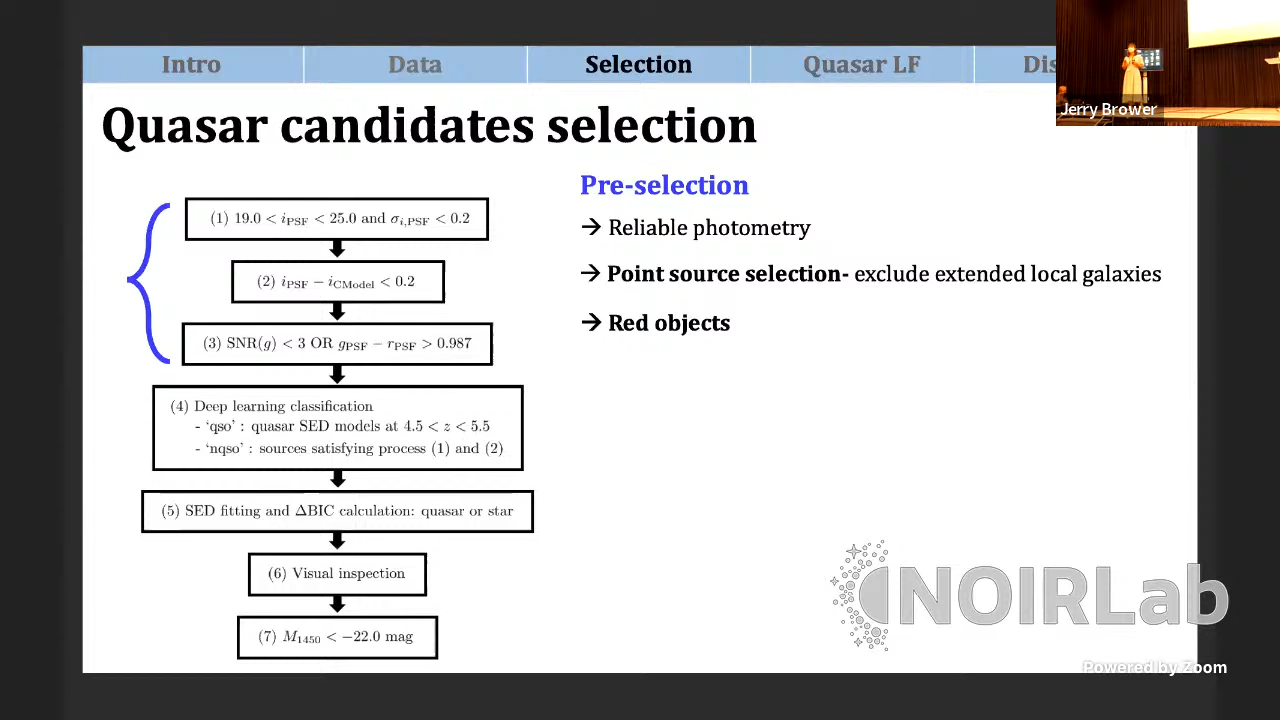 Intro
Data
Selection
Quasar LF
Dis
Jerry Brower
Quasar candidates selection
(1) 19.0 < i_PSF < 25.0 and σ_i,PSF < 0.2
(2) i_PSF − i_CModel < 0.2
(3) SNR(g) < 3 OR g_PSF − r_PSF > 0.987
(4) Deep learning classification
- ‘qso’ : quasar SED models at 4.5 < z < 5.5
- ‘nqso’ : sources satisfying process (1) and (2)
(5) SED fitting and ΔBIC calculation: quasar or star
(6) Visual inspection
(7) M_1450 < −22.0 mag
Pre-selection
→ Reliable photometry
→ Point source selection- exclude extended local galaxies
→ Red objects
NOIRLab
Powered by Zoom